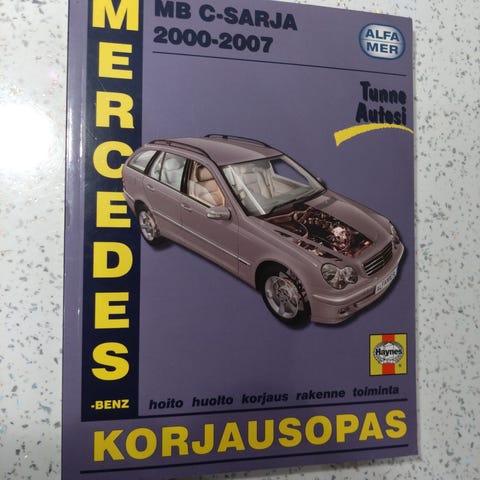 MERCEDES
-BENZ
MB C-SARJA
2000-2007
ALFA
MER
Tunne
Autosi
Haynes
hoito huolto korjaus rakenne toiminta
KORJAUSOPAS